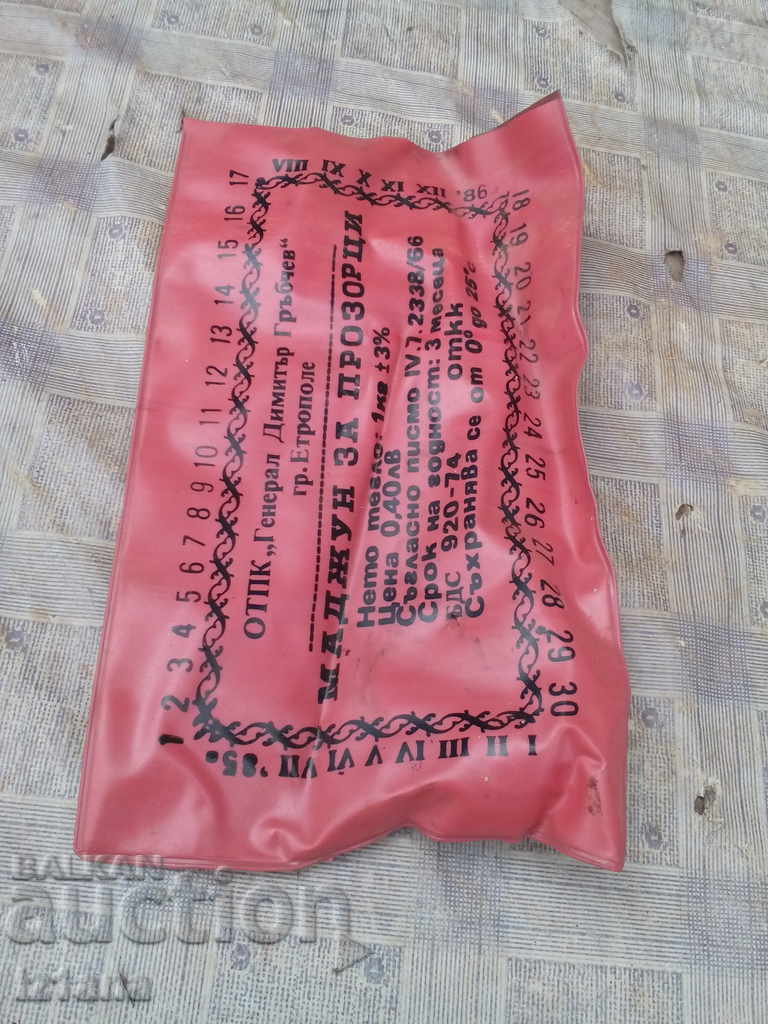 1 2 3 4 5 6 7 8 9 10 11 12 13 14 15 16 17
VIII IX X XI XII '86
ОТПК „Генерал Димитър Гръбчев“
гр. Етрополе
МАДЖУН ЗА ПРОЗОРЦИ
Нето тегло: 1кг ±3%
Цена 0,40лв
Съгласно писмо IV.7.2338/66
Срок на годност: 3 месеца
БДС 920-74 ОТКК
Съхранява се от 0° до 25°с
18 19 20 21 22 23 24 25 26 27 28 29 30
I II III IV V VI VII '85.
BALKAN
auction
iz1ana